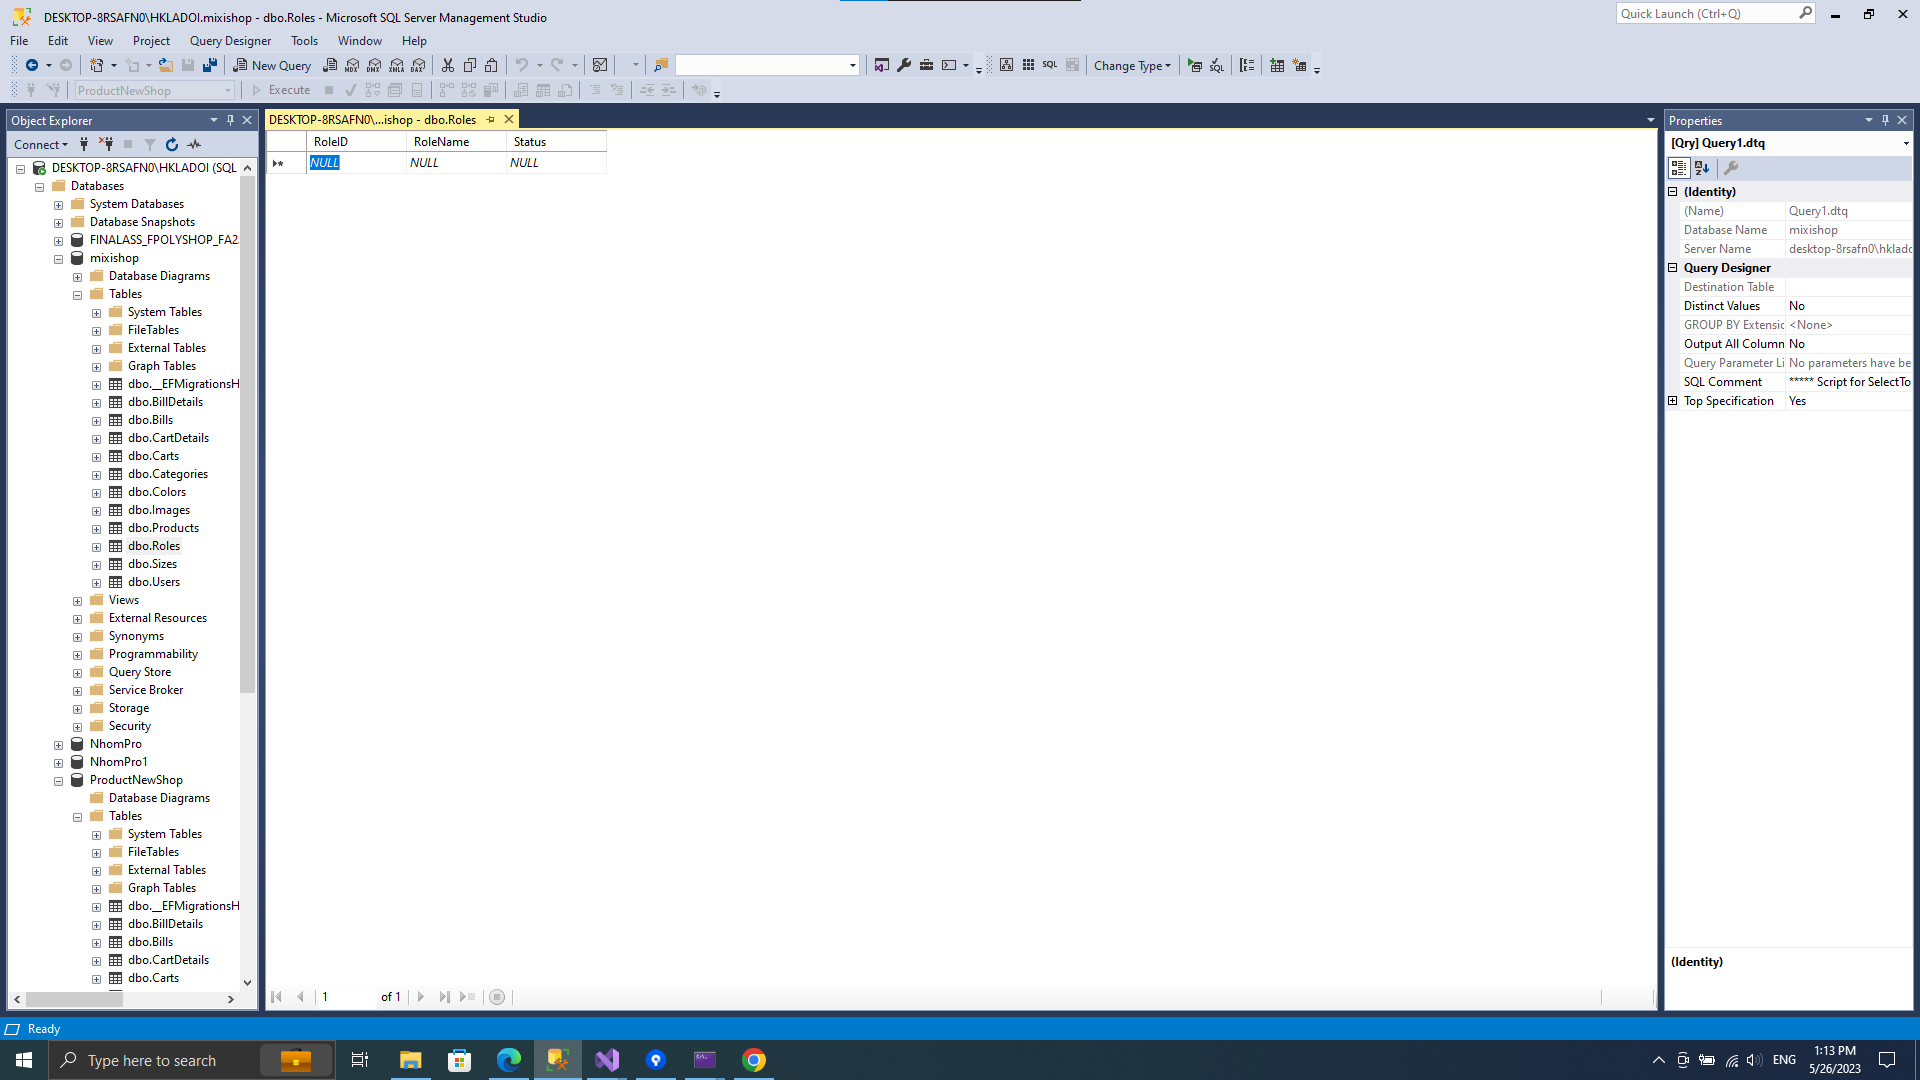 DESKTOP-8RSAFN0\HKLADOI.mixishop - dbo.Roles - Microsoft SQL Server Management Studio
Quick Launch (Ctrl+Q)
File Edit View Project Query Designer Tools Window Help
New Query MDX DMX XMLA DAX SQL Change Type
ProductNewShop Execute
Object Explorer
Connect
DESKTOP-8RSAFN0\HKLADOI (SQL
Databases
System Databases
Database Snapshots
FINALASS_FPOLYSHOP_FA2
mixishop
Database Diagrams
Tables
System Tables
FileTables
External Tables
Graph Tables
dbo.__EFMigrationsH
dbo.BillDetails
dbo.Bills
dbo.CartDetails
dbo.Carts
dbo.Categories
dbo.Colors
dbo.Images
dbo.Products
dbo.Roles
dbo.Sizes
dbo.Users
Views
External Resources
Synonyms
Programmability
Query Store
Service Broker
Storage
Security
NhomPro
NhomPro1
ProductNewShop
Database Diagrams
Tables
System Tables
FileTables
External Tables
Graph Tables
dbo.__EFMigrationsH
dbo.BillDetails
dbo.Bills
dbo.CartDetails
dbo.Carts
DESKTOP-8RSAFN0\...ishop - dbo.Roles
RoleID RoleName Status
NULL NULL NULL
1 of 1
Properties
[Qry] Query1.dtq
(Identity)
(Name) Query1.dtq
Database Name mixishop
Server Name desktop-8rsafn0\hklado
Query Designer
Destination Table
Distinct Values No
GROUP BY Extensic <None>
Output All Column No
Query Parameter Li No parameters have be
SQL Comment ***** Script for SelectTo
Top Specification Yes
(Identity)
Ready
Type here to search
ENG
1:13 PM
5/26/2023